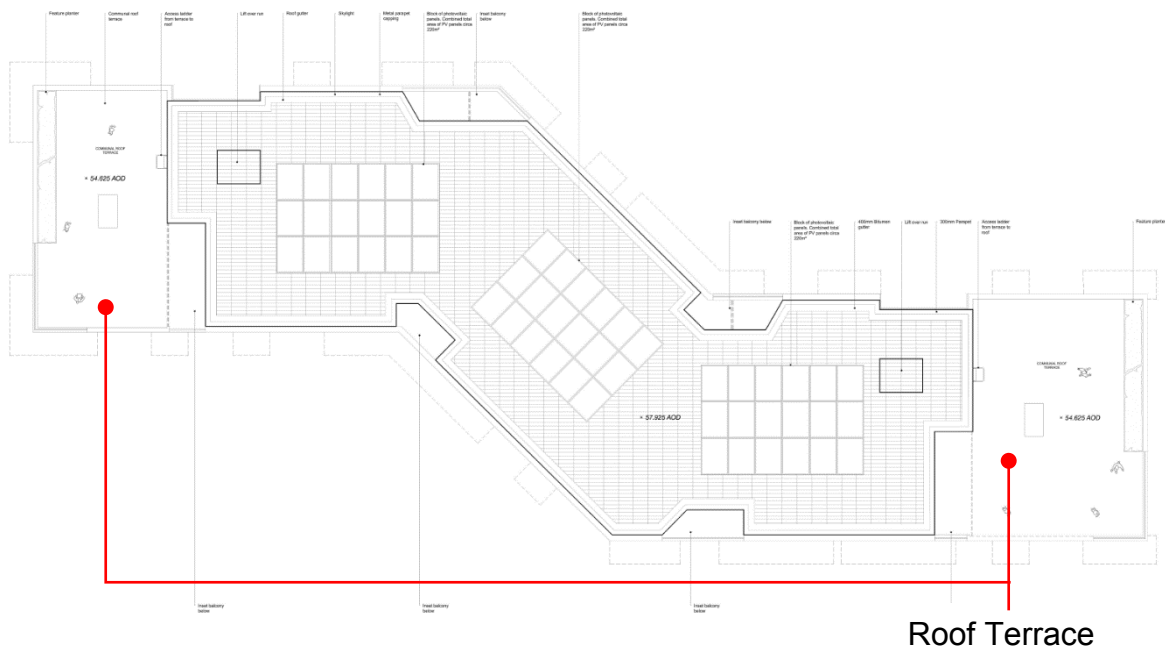 Feature planter
Communal roof
terrace
Access ladder
from terrace to
roof
Lift over run
Roof gutter
Skylight
Metal parapet
capping
Block of photovoltaic
panels. Combined total
area of PV panels circa
220m²
Inset balcony
below
Block of photovoltaic
panels. Combined total
area of PV panels circa
220m²
COMMUNAL ROOF
TERRACE
+ 54.625 AOD
Inset balcony below
Block of photovoltaic
panels. Combined total
area of PV panels circa
220m²
450mm Bitumen
gutter
Lift over run
300mm Parapet
Access ladder
from terrace to
roof
Feature planter
COMMUNAL ROOF
TERRACE
+ 57.925 AOD
+ 54.625 AOD
Inset balcony
below
Inset balcony
below
Inset balcony
below
Roof Terrace